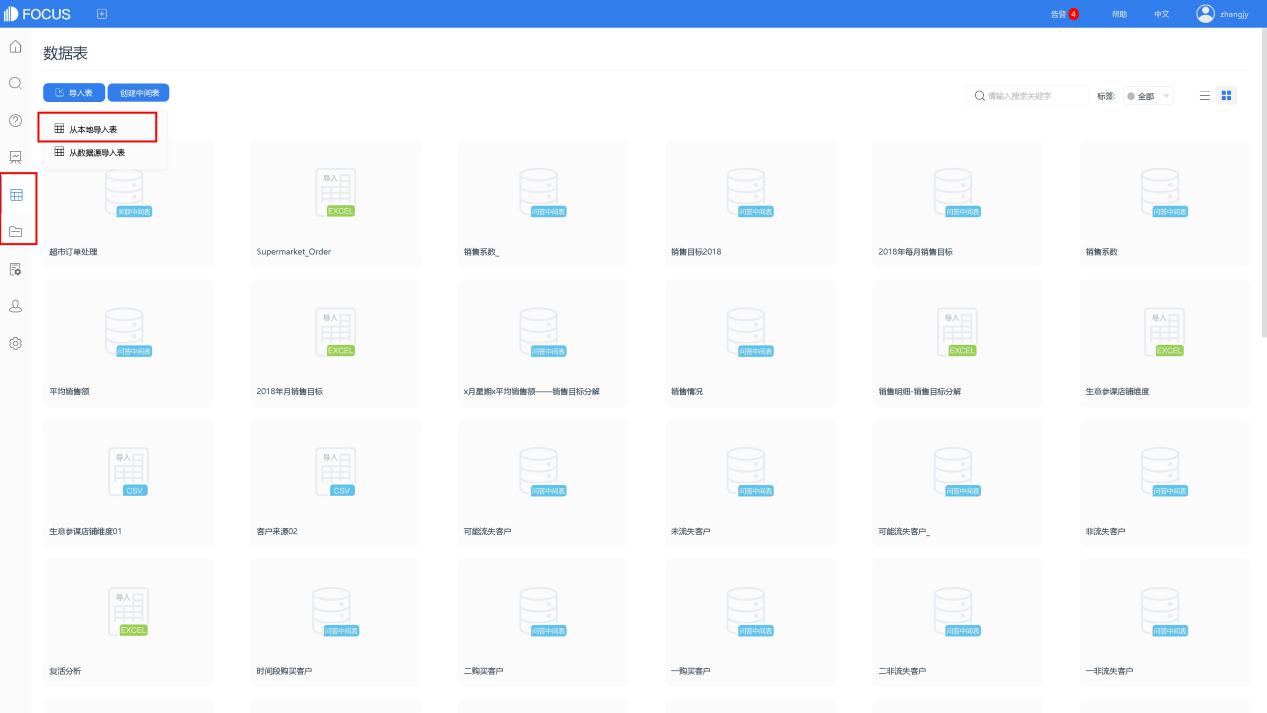 FOCUS
告警 4 帮助 中文 zhangjy
数据表
导入表 创建中间表 请输入搜索关键字 标签: 全部
从本地导入表
从数据源导入表
关联中间表 导入 EXCEL 问答中间表 问答中间表 问答中间表 问答中间表
超市订单处理 Supermarket_Order 销售系数_ 销售目标2018 2018年每月销售目标 销售系数
问答中间表 导入 EXCEL 问答中间表 问答中间表 导入 EXCEL 导入 EXCEL
平均销售额 2018年月销售目标 x月星期x平均销售额——销售目标分解 销售情况 销售明细-销售目标分解 生意参谋店铺维度
导入 CSV 导入 CSV 问答中间表 问答中间表 问答中间表 问答中间表
生意参谋店铺维度01 客户来源02 可能流失客户 未流失客户 可能流失客户_ 非流失客户
导入 EXCEL 问答中间表 问答中间表 问答中间表 问答中间表 问答中间表
复活分析 时间段购买客户 二购买客户 一购买客户 二非流失客户 一非流失客户